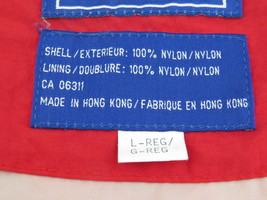 SHELL/EXTERIEUR: 100% NYLON/NYLON
LINING/DOUBLURE: 100% NYLON/NYLON
CA 06311
MADE IN HONG KONG/FABRIQUE EN HONG KONG
L-REG/
G-REG